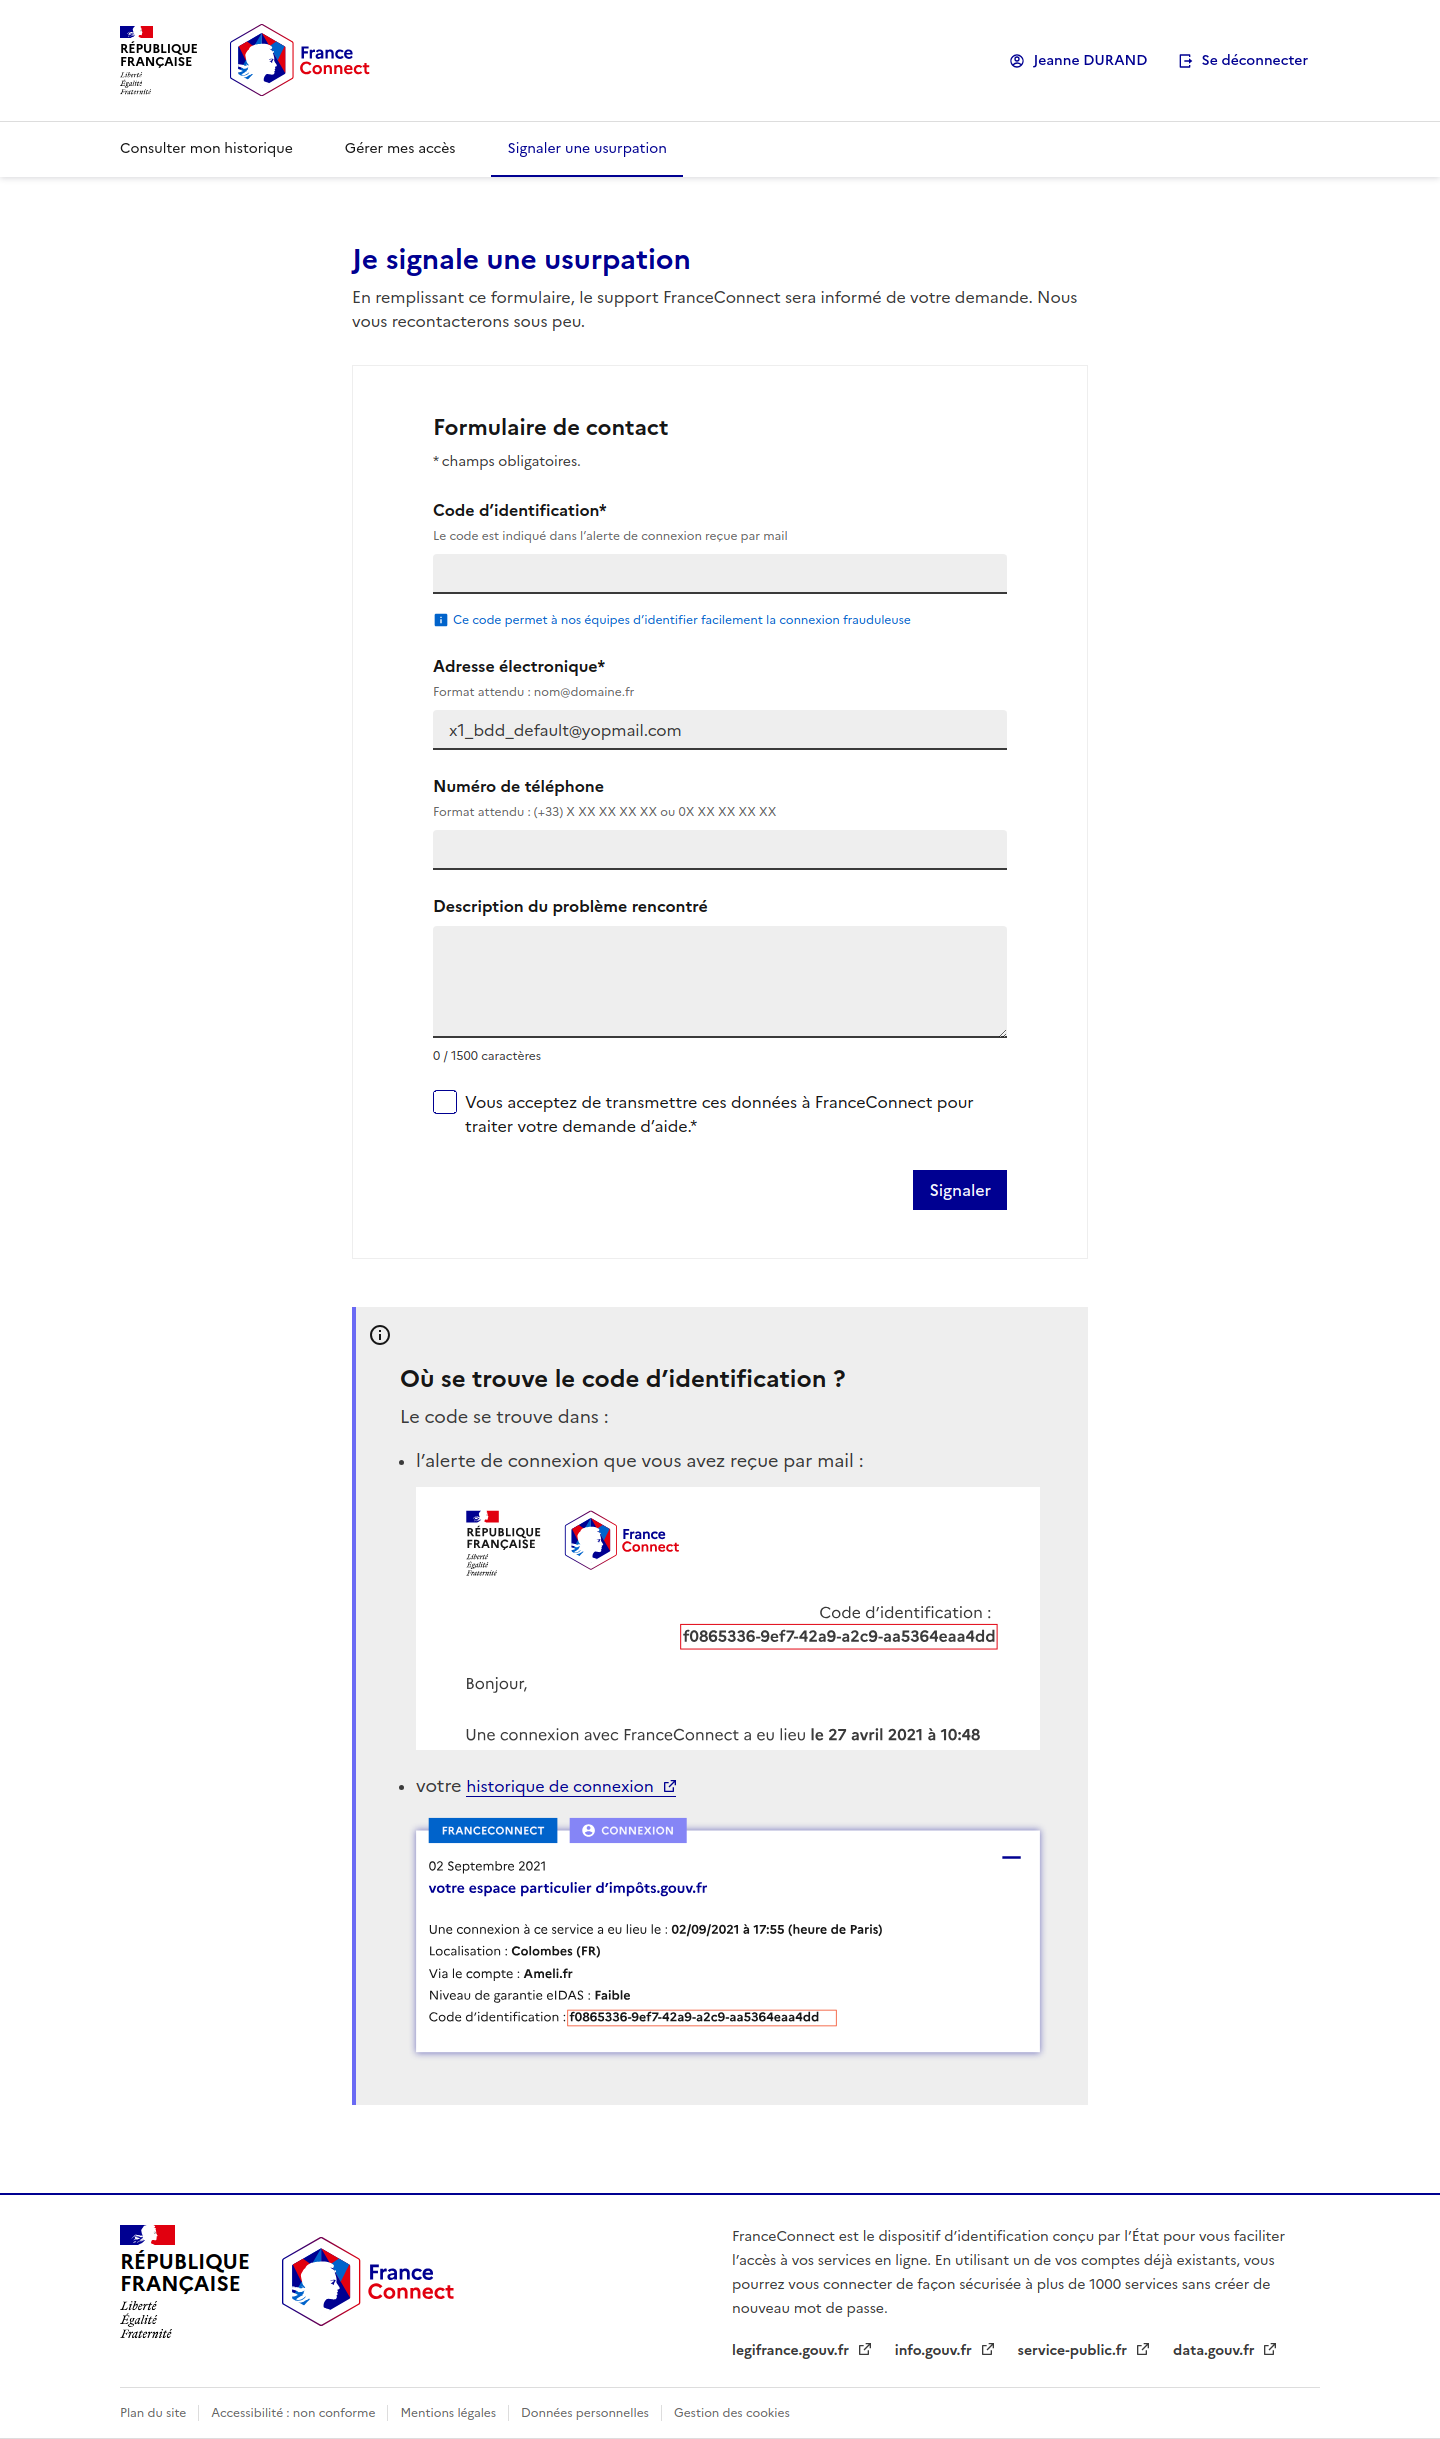 RÉPUBLIQUE
FRANÇAISE
Liberté
Égalité
Fraternité
France
Connect
Jeanne DURAND
Se déconnecter
Consulter mon historique
Gérer mes accès
Signaler une usurpation
Je signale une usurpation
En remplissant ce formulaire, le support FranceConnect sera informé de votre demande. Nous
vous recontacterons sous peu.
Formulaire de contact
* champs obligatoires.
Code d’identification*
Le code est indiqué dans l’alerte de connexion reçue par mail
Ce code permet à nos équipes d’identifier facilement la connexion frauduleuse
Adresse électronique*
Format attendu : nom@domaine.fr
x1_bdd_default@yopmail.com
Numéro de téléphone
Format attendu : (+33) X XX XX XX XX ou 0X XX XX XX XX
Description du problème rencontré
0 / 1500 caractères
Vous acceptez de transmettre ces données à FranceConnect pour
traiter votre demande d’aide.*
Signaler
Où se trouve le code d’identification ?
Le code se trouve dans :
• l’alerte de connexion que vous avez reçue par mail :
RÉPUBLIQUE
FRANÇAISE
Liberté
Égalité
Fraternité
France
Connect
Code d’identification :
f0865336-9ef7-42a9-a2c9-aa5364eaa4dd
Bonjour,
Une connexion avec FranceConnect a eu lieu le 27 avril 2021 à 10:48
• votre historique de connexion
FRANCECONNECT
CONNEXION
02 Septembre 2021
votre espace particulier d’impôts.gouv.fr
Une connexion à ce service a eu lieu le : 02/09/2021 à 17:55 (heure de Paris)
Localisation : Colombes (FR)
Via le compte : Ameli.fr
Niveau de garantie eIDAS : Faible
Code d’identification : f0865336-9ef7-42a9-a2c9-aa5364eaa4dd
RÉPUBLIQUE
FRANÇAISE
Liberté
Égalité
Fraternité
France
Connect
FranceConnect est le dispositif d’identification conçu par l’État pour vous faciliter
l’accès à vos services en ligne. En utilisant un de vos comptes déjà existants, vous
pourrez vous connecter de façon sécurisée à plus de 1000 services sans créer de
nouveau mot de passe.
legifrance.gouv.fr
info.gouv.fr
service-public.fr
data.gouv.fr
Plan du site
Accessibilité : non conforme
Mentions légales
Données personnelles
Gestion des cookies